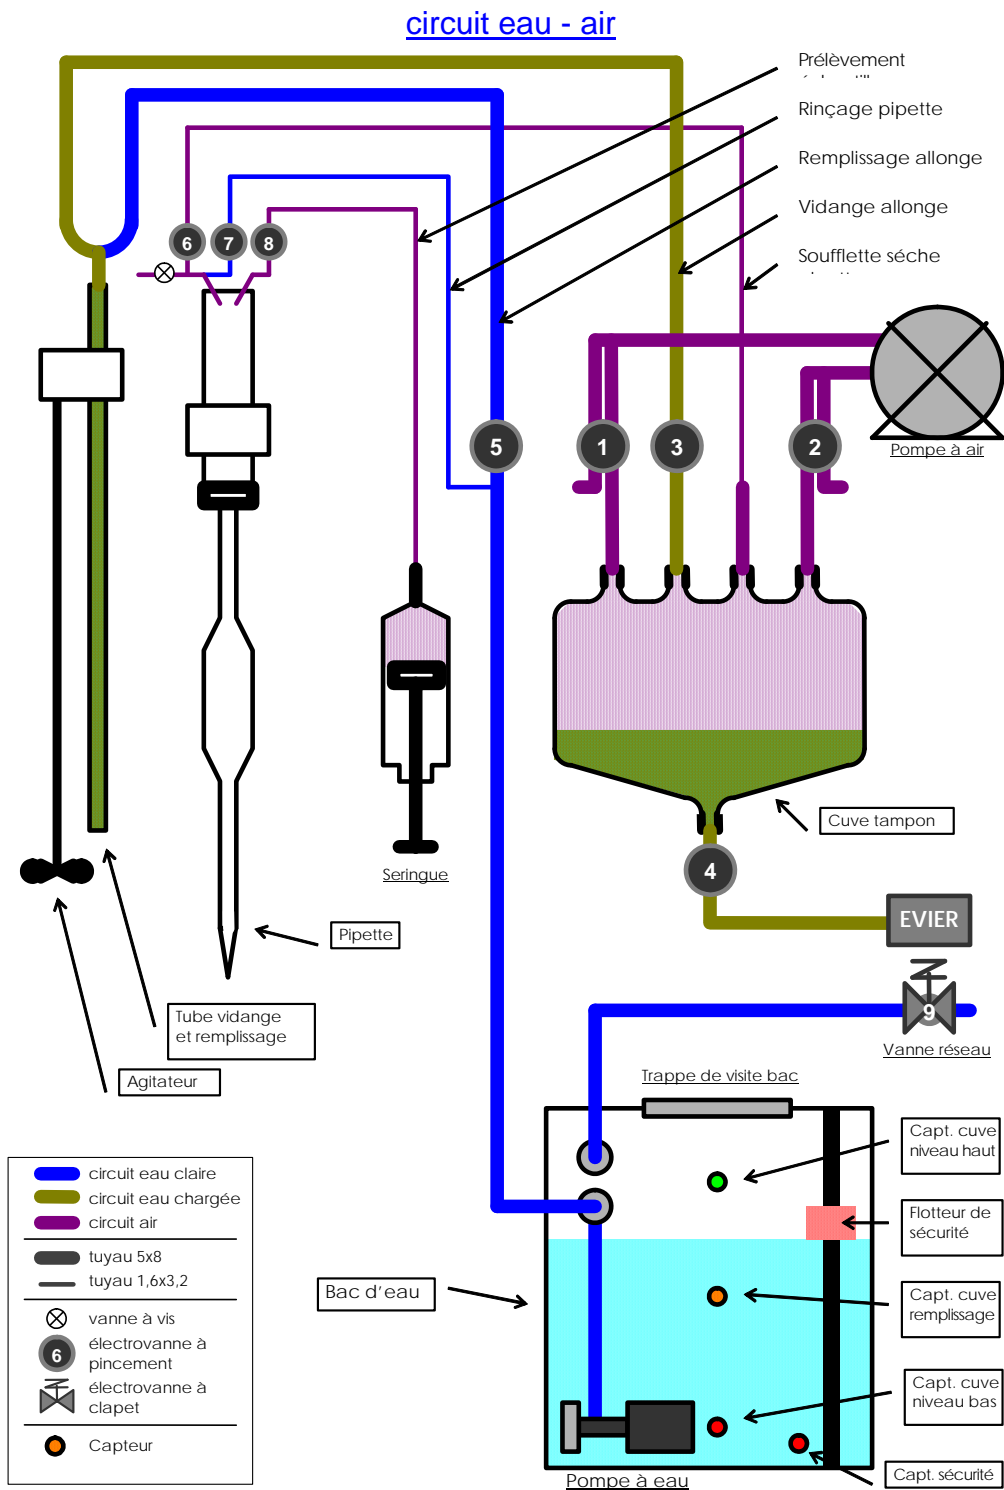 circuit eau - air
Prélèvement
Rinçage pipette
Remplissage allonge
Vidange allonge
Soufflette séche
6
7
8
5
1
3
2
Pompe à air
Cuve tampon
Seringue
4
EVIER
Pipette
9
Vanne réseau
Tube vidange
et remplissage
Agitateur
Trappe de visite bac
Capt. cuve
niveau haut
Flotteur de
sécurité
Bac d'eau
Capt. cuve
remplissage
Capt. cuve
niveau bas
Capt. sécurité
Pompe à eau
circuit eau claire
circuit eau chargée
circuit air
tuyau 5x8
tuyau 1,6x3,2
vanne à vis
6
électrovanne à
pincement
électrovanne à
clapet
Capteur